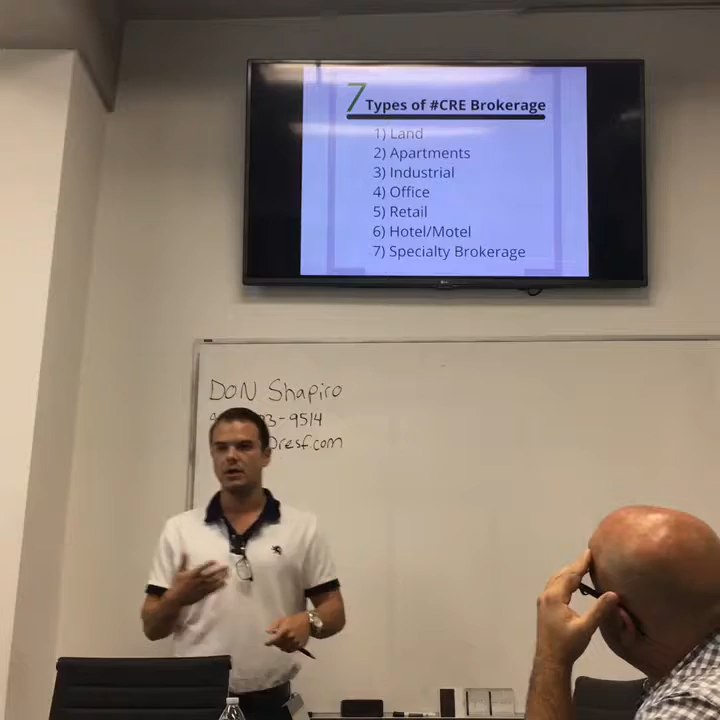 7 Types of #CRE Brokerage
1) Land
2) Apartments
3) Industrial
4) Office
5) Retail
6) Hotel/Motel
7) Specialty Brokerage
LG
DON Shapiro
3-9514
resf.com